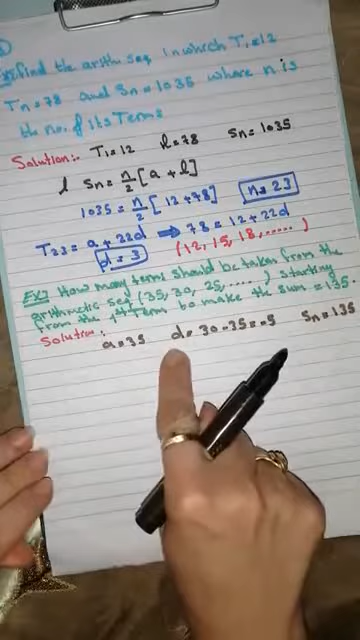 find the arith seq in which T₁=12
Tn=78 and Sn=1035 where n is
the no. of its Terms
Solution:- T₁=12 l=78 Sn=1035
Sn=n/2[a+l]
1035=n/2[12+78] n=23
T₂₃=a+22d ⇒ 78=12+22d
d=3 (12, 15, 18, .....)
EX: How many terms should be taken from the
arithmetic seq (35, 30, 25, .....) starting
from the 1st Term to make the sum=135.
Solution: a=35 d=30-35=-5 Sn=135